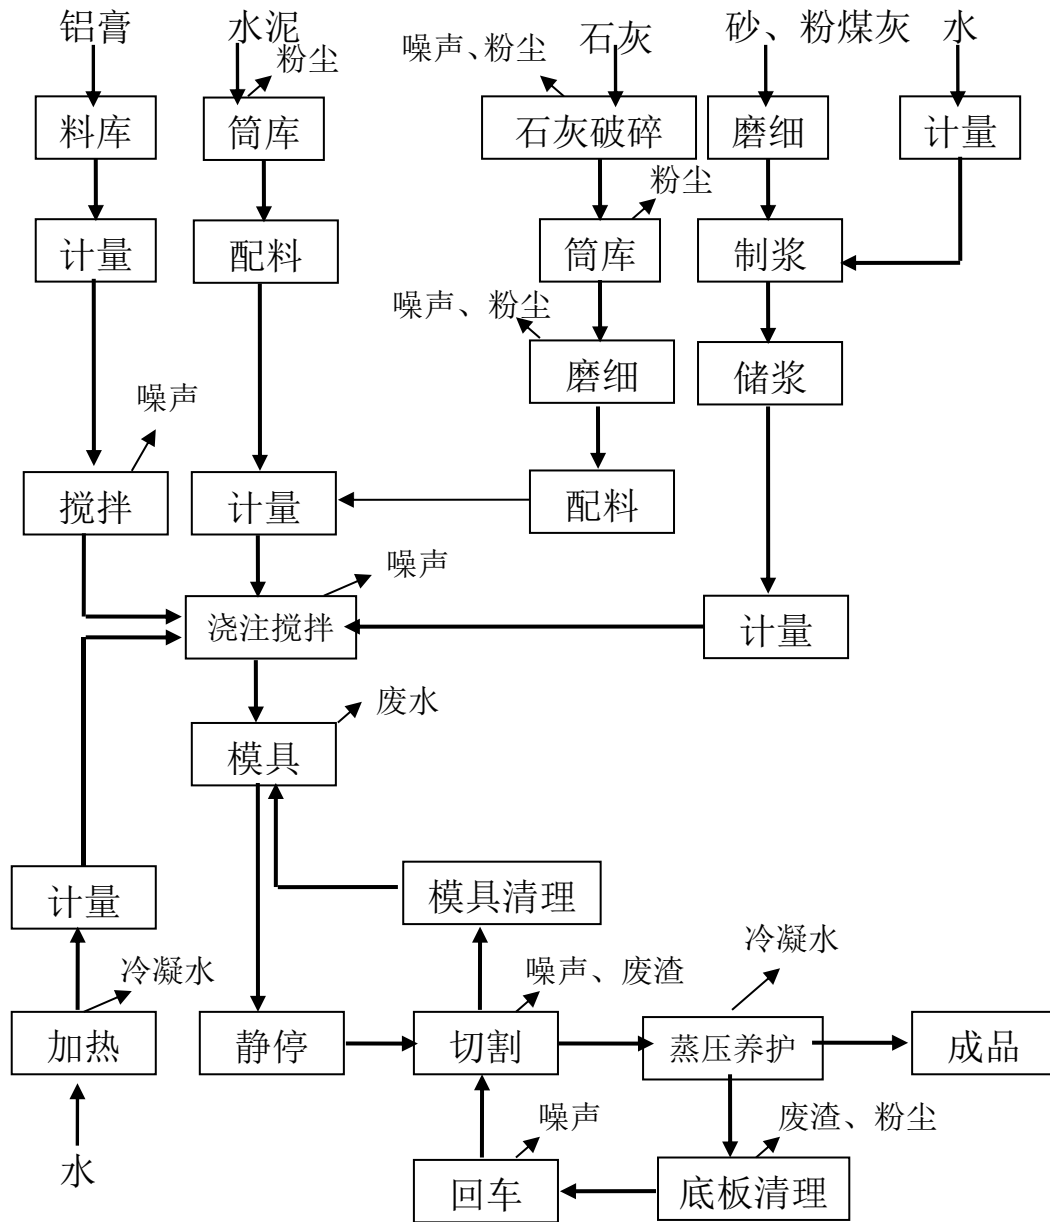 铝膏
水泥
粉尘
噪声、粉尘
石灰
砂、粉煤灰
水
料库
筒库
石灰破碎
磨细
计量
粉尘
计量
配料
筒库
制浆
噪声、粉尘
磨细
储浆
噪声
搅拌
计量
配料
噪声
浇注搅拌
计量
废水
模具
计量
模具清理
冷凝水
噪声、废渣
冷凝水
加热
静停
切割
蒸压养护
成品
水
噪声
废渣、粉尘
回车
底板清理